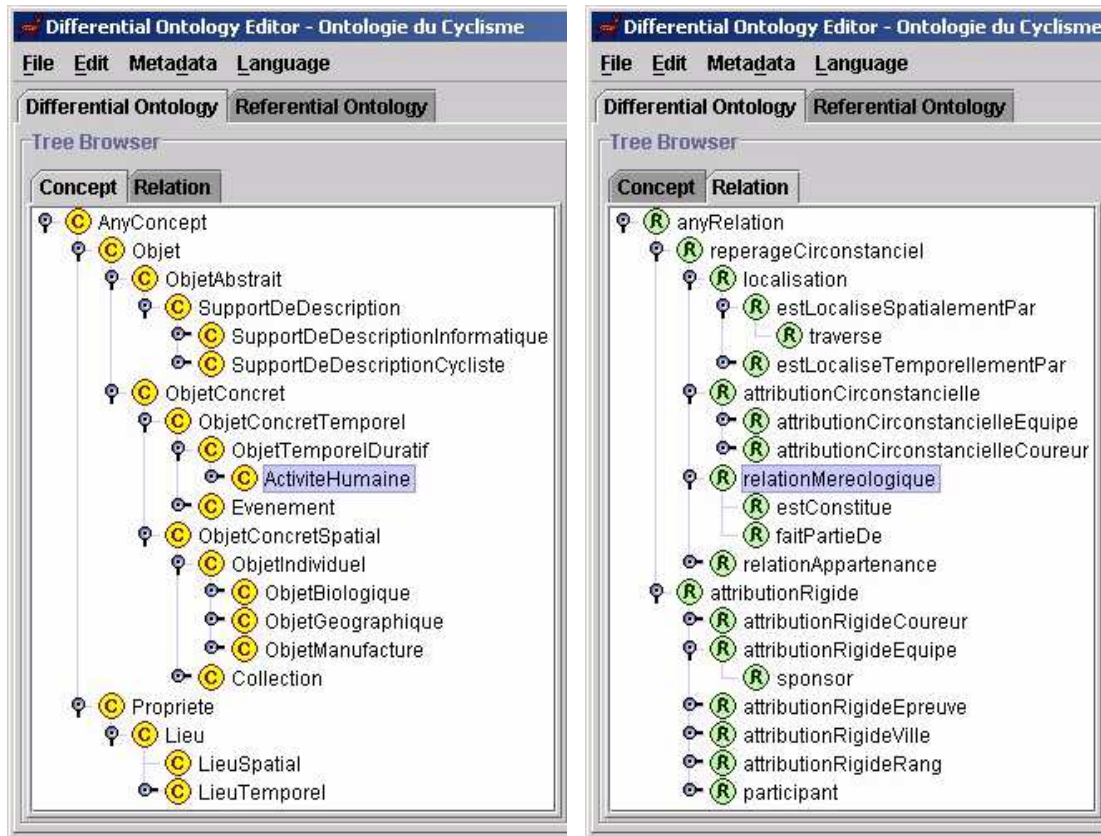 Differential Ontology Editor - Ontologie du Cyclisme
File Edit Metadata Language
Differential Ontology Referential Ontology
Tree Browser
Concept Relation
C AnyConcept
C Objet
C ObjetAbstrait
C SupportDeDescription
C SupportDeDescriptionInformatique
C SupportDeDescriptionCycliste
C ObjetConcret
C ObjetConcretTemporel
C ObjetTemporelDuratif
C ActiviteHumaine
C Evenement
C ObjetConcretSpatial
C ObjetIndividuel
C ObjetBiologique
C ObjetGeographique
C ObjetManufacture
C Collection
C Propriete
C Lieu
C LieuSpatial
C LieuTemporel
Differential Ontology Editor - Ontologie du Cyclisme
File Edit Metadata Language
Differential Ontology Referential Ontology
Tree Browser
Concept Relation
R anyRelation
R reperageCirconstanciel
R localisation
R estLocaliseSpatialementPar
R traverse
R estLocaliseTemporellementPar
R attributionCirconstancielle
R attributionCirconstancielleEquipe
R attributionCirconstancielleCoureur
R relationMereologique
R estConstitue
R faitPartieDe
R relationAppartenance
R attributionRigide
R attributionRigideCoureur
R attributionRigideEquipe
R sponsor
R attributionRigideEpreuve
R attributionRigideVille
R attributionRigideRang
R participant